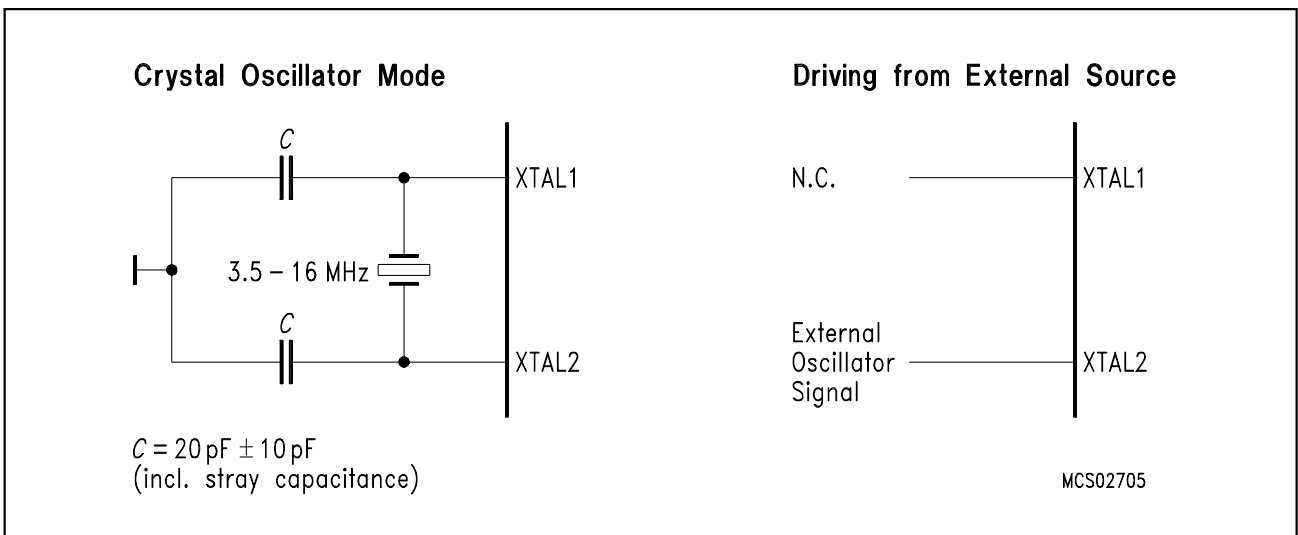 Crystal Oscillator Mode
C
XTAL1
3.5 – 16 MHz
C
XTAL2
C = 20 pF ± 10 pF
(incl. stray capacitance)
Driving from External Source
N.C.
XTAL1
External
Oscillator
Signal
XTAL2
MCS02705